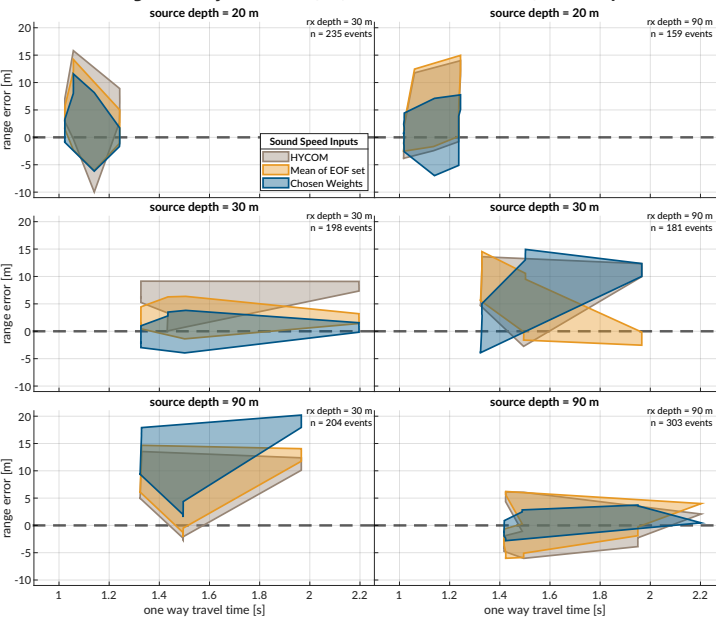 source depth = 20 m
source depth = 20 m
rx depth = 30 m
n = 235 events
rx depth = 90 m
n = 159 events
20
15
10
5
0
-5
-10
range error [m]
Sound Speed Inputs
HYCOM
Mean of EOF set
Chosen Weights
source depth = 30 m
source depth = 30 m
rx depth = 30 m
n = 198 events
rx depth = 90 m
n = 181 events
20
15
10
5
0
-5
-10
range error [m]
source depth = 90 m
source depth = 90 m
rx depth = 30 m
n = 204 events
rx depth = 90 m
n = 303 events
20
15
10
5
0
-5
-10
range error [m]
1 1.2 1.4 1.6 1.8 2 2.2
1 1.2 1.4 1.6 1.8 2 2.2
one way travel time [s]
one way travel time [s]